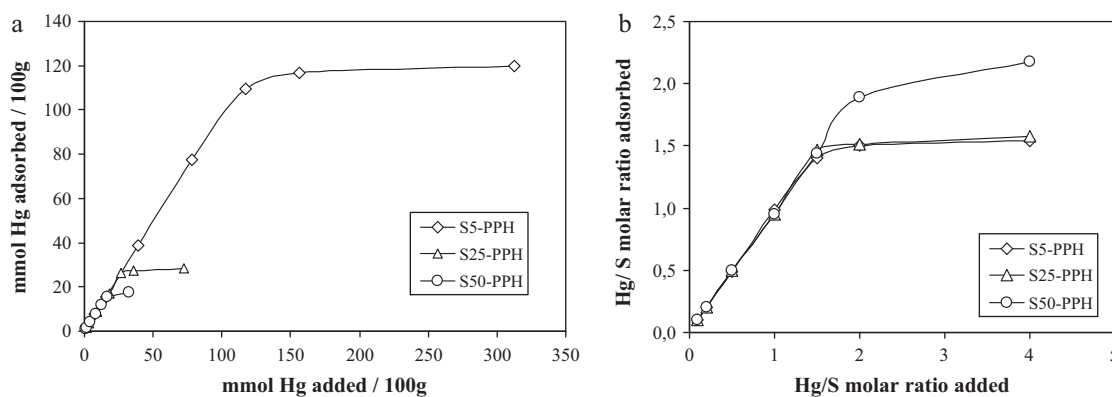 a
mmol Hg adsorbed / 100g
140
120
100
80
60
40
20
0
0 50 100 150 200 250 300 350
mmol Hg added / 100g
S5-PPH
S25-PPH
S50-PPH
b
Hg/ S molar ratio adsorbed
2,5
2,0
1,5
1,0
0,5
0,0
0 1 2 3 4 5
Hg/S molar ratio added
S5-PPH
S25-PPH
S50-PPH